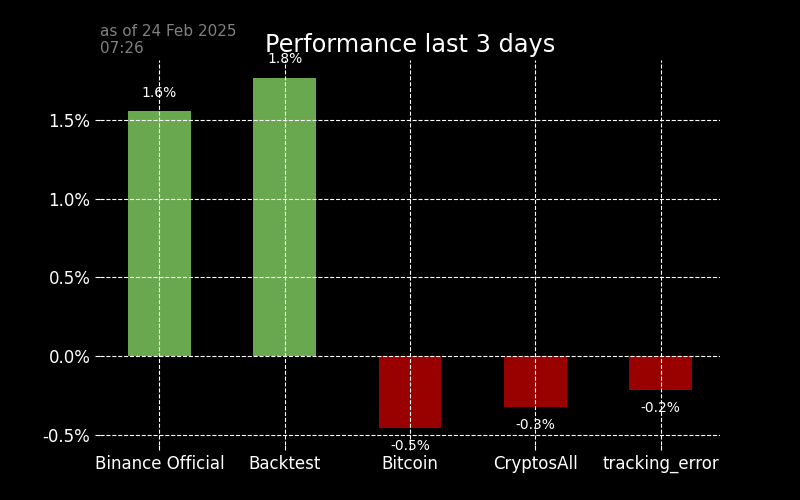 as of 24 Feb 2025
07:26
Performance last 3 days
1.6%
1.8%
1.5%
1.0%
0.5%
0.0%
-0.5%
-0.5%
-0.3%
-0.2%
Binance Official
Backtest
Bitcoin
CryptosAll
tracking_error